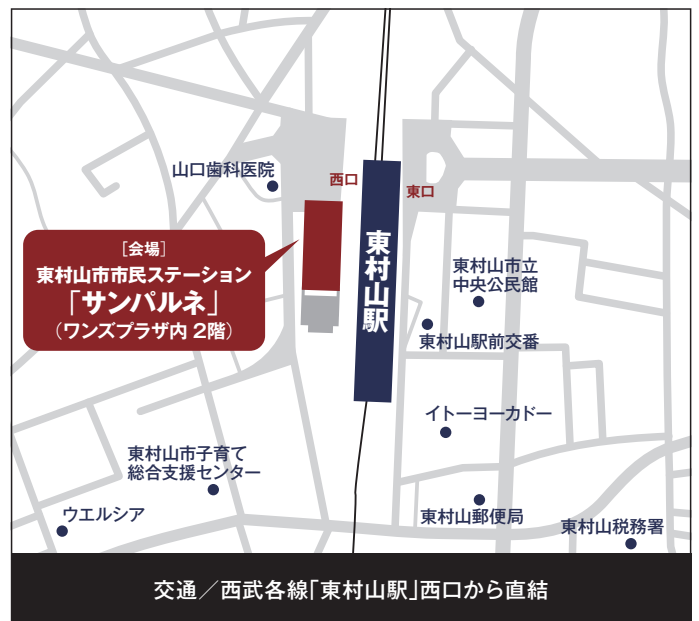 山口歯科医院
西口
東口
東村山駅
［会場］
東村山市市民ステーション
「サンパルネ」
（ワンズプラザ内 2階）
東村山市立
中央公民館
東村山駅前交番
イトーヨーカドー
東村山市子育て
総合支援センター
ウエルシア
東村山郵便局
東村山税務署
交通／西武各線「東村山駅」西口から直結